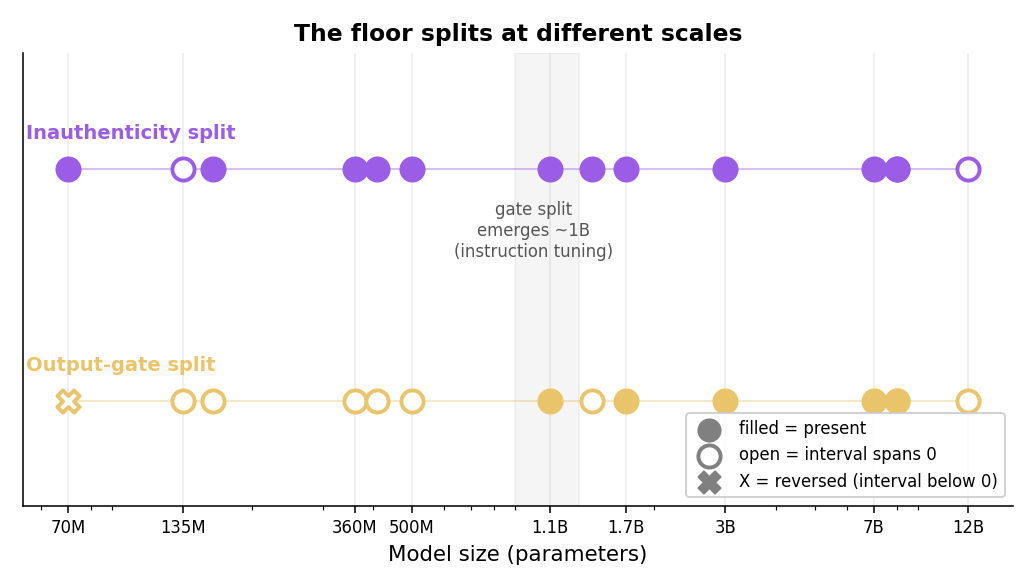 The floor splits at different scales
Inauthenticity split
gate split
emerges ~1B
(instruction tuning)
Output-gate split
filled = present
open = interval spans 0
X = reversed (interval below 0)
70M 135M 360M 500M 1.1B 1.7B 3B 7B 12B
Model size (parameters)